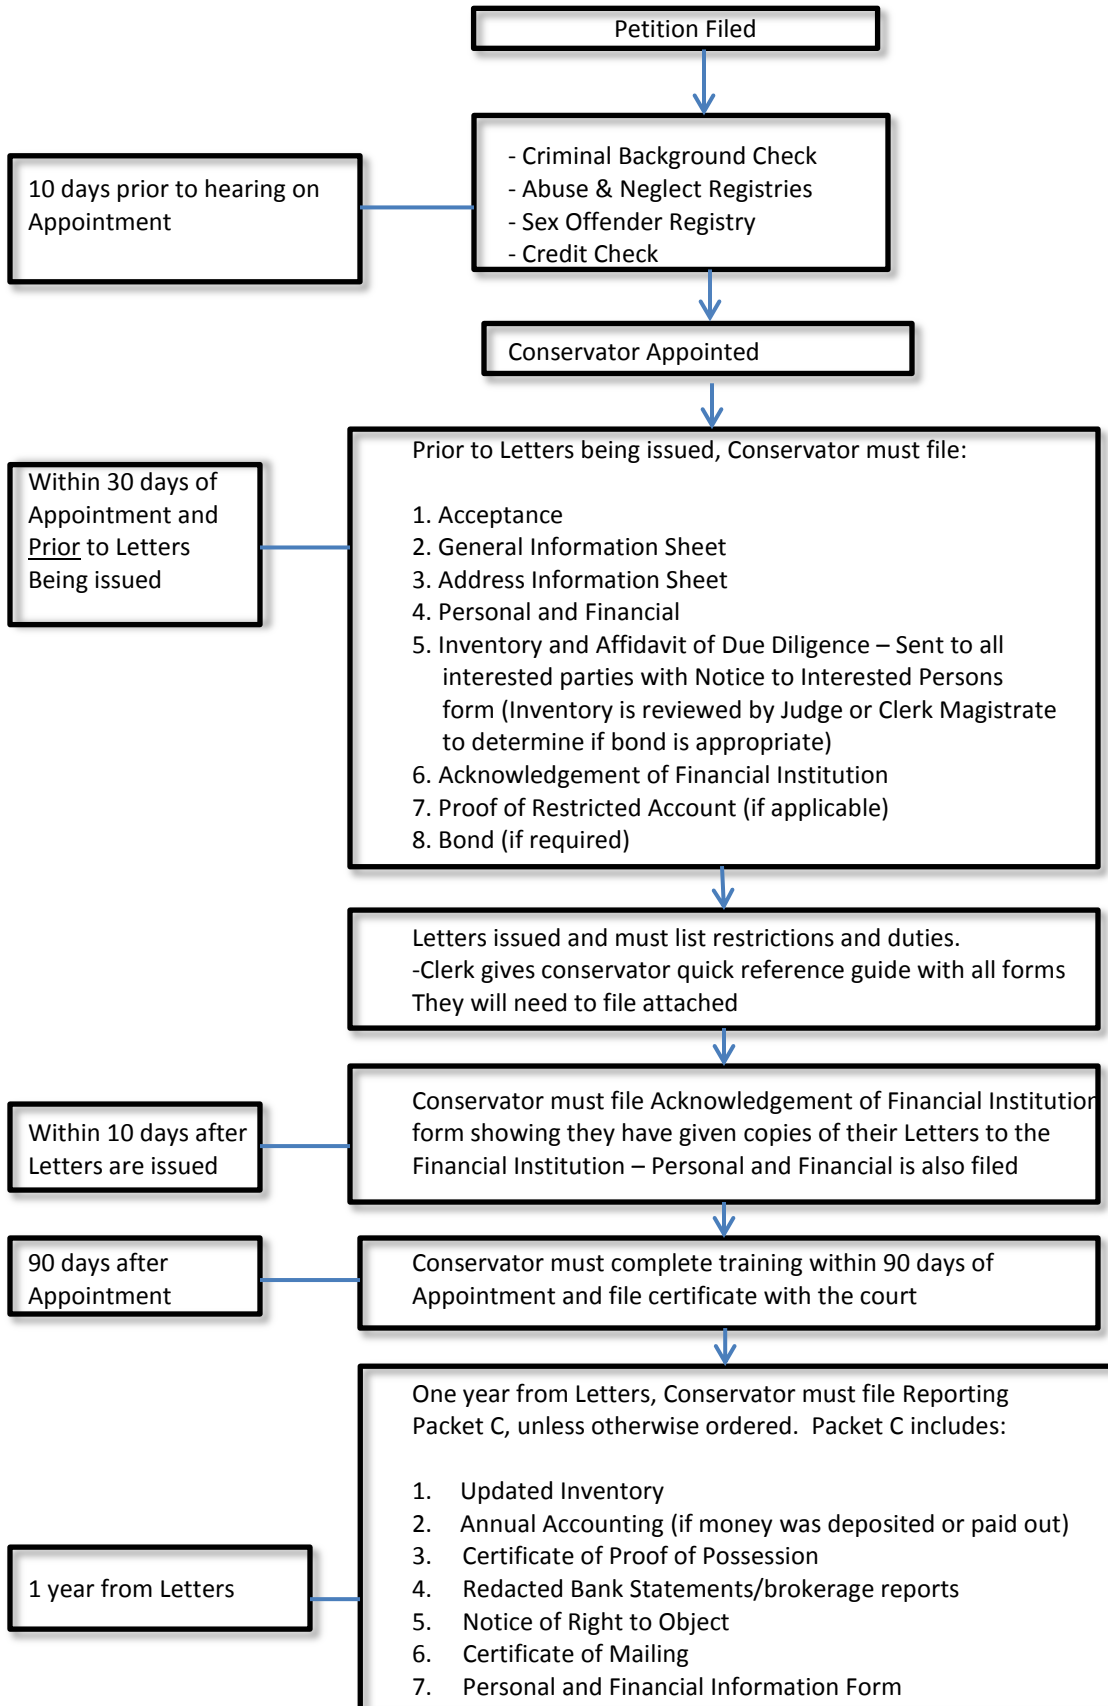 Petition Filed
10 days prior to hearing on
Appointment
- Criminal Background Check
- Abuse & Neglect Registries
- Sex Offender Registry
- Credit Check
Conservator Appointed
Within 30 days of
Appointment and
Prior to Letters
Being issued
Prior to Letters being issued, Conservator must file:
1. Acceptance
2. General Information Sheet
3. Address Information Sheet
4. Personal and Financial
5. Inventory and Affidavit of Due Diligence – Sent to all
interested parties with Notice to Interested Persons
form (Inventory is reviewed by Judge or Clerk Magistrate
to determine if bond is appropriate)
6. Acknowledgement of Financial Institution
7. Proof of Restricted Account (if applicable)
8. Bond (if required)
Letters issued and must list restrictions and duties.
-Clerk gives conservator quick reference guide with all forms
They will need to file attached
Within 10 days after
Letters are issued
Conservator must file Acknowledgement of Financial Institution
form showing they have given copies of their Letters to the
Financial Institution – Personal and Financial is also filed
90 days after
Appointment
Conservator must complete training within 90 days of
Appointment and file certificate with the court
1 year from Letters
One year from Letters, Conservator must file Reporting
Packet C, unless otherwise ordered.  Packet C includes:
1. Updated Inventory
2. Annual Accounting (if money was deposited or paid out)
3. Certificate of Proof of Possession
4. Redacted Bank Statements/brokerage reports
5. Notice of Right to Object
6. Certificate of Mailing
7. Personal and Financial Information Form